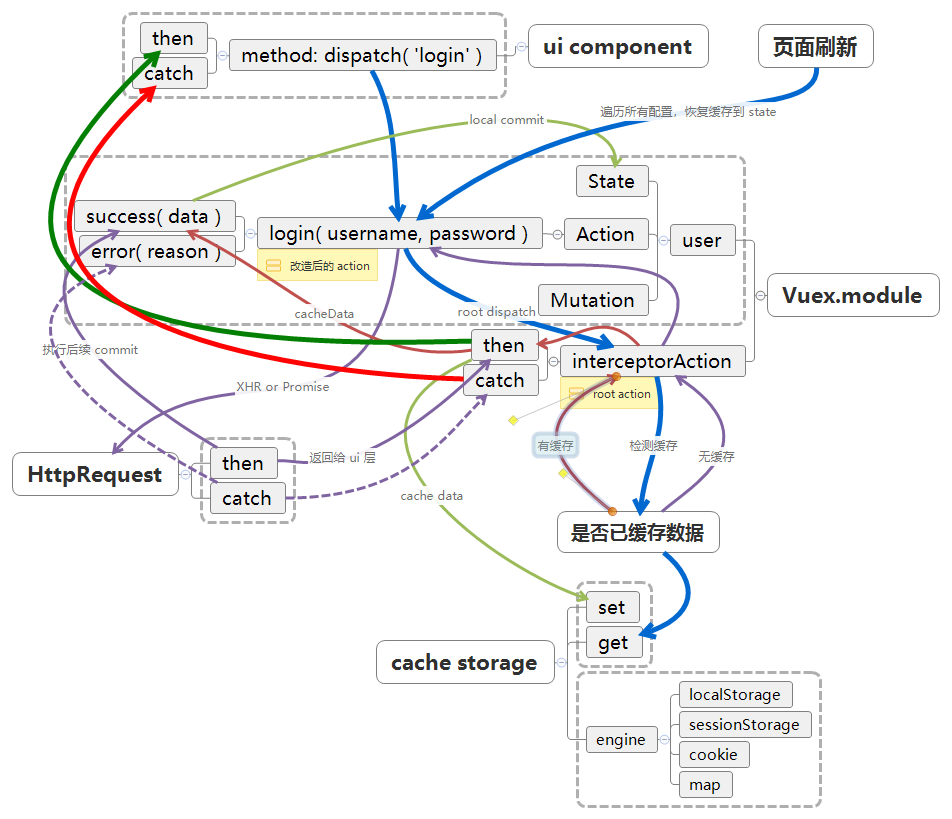 then
catch
method: dispatch( 'login' )
ui component
页面刷新
遍历所有配置，恢复缓存到 state
local commit
State
success( data )
error( reason )
login( username, password )
改造后的 action
Action
user
Mutation
Vuex.module
cacheData
root dispatch
执行后续 commit
then
catch
interceptorAction
root action
XHR or Promise
有缓存
检测缓存
无缓存
HttpRequest
then
catch
返回给 ui 层
cache data
是否已缓存数据
set
get
cache storage
engine
localStorage
sessionStorage
cookie
map